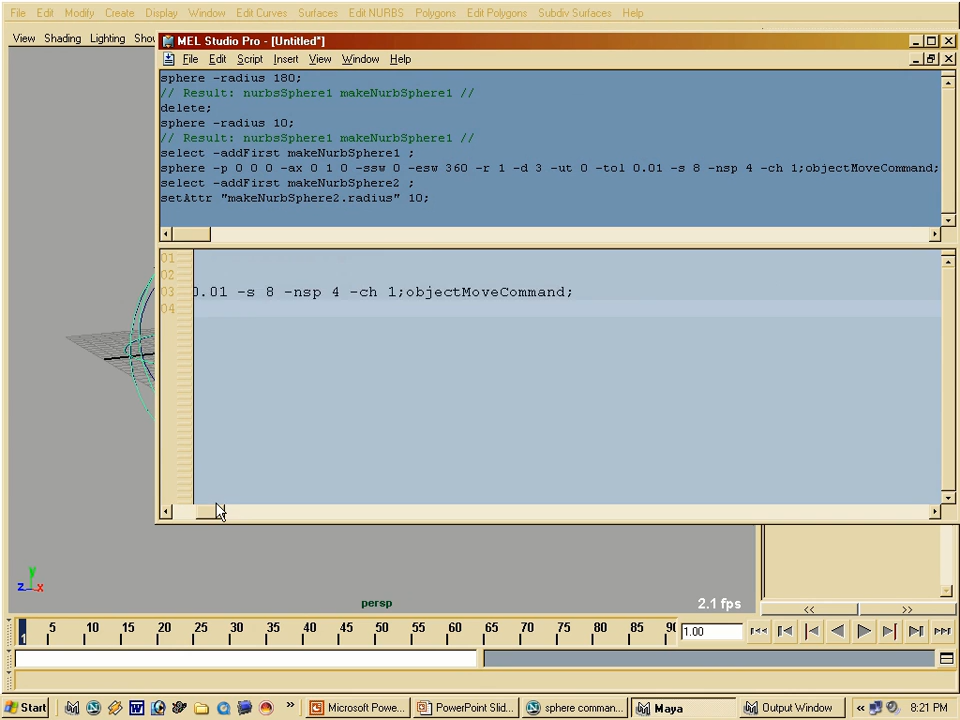 File Edit Modify Create Display Window Edit Curves Surfaces Edit NURBS Polygons Edit Polygons Subdiv Surfaces Help
View Shading Lighting
MEL Studio Pro - [Untitled*]
File Edit Script Insert View Window Help
sphere -radius 180;
// Result: nurbsSphere1 makeNurbSphere1 //
delete;
sphere -radius 10;
// Result: nurbsSphere1 makeNurbSphere1 //
select -addFirst makeNurbSphere1 ;
sphere -p 0 0 0 -ax 0 1 0 -ssw 0 -esw 360 -r 1 -d 3 -ut 0 -tol 0.01 -s 8 -nsp 4 -ch 1;objectMoveCommand;
select -addFirst makeNurbSphere2 ;
setAttr "makeNurbSphere2.radius" 10;
01
02
03 0.01 -s 8 -nsp 4 -ch 1;objectMoveCommand;
04
y
z x
persp
2.1 fps
<< >>
1 5 10 15 20 25 30 35 40 45 50 55 60 65 70 75 80 85 90 1.00
Start W Microsoft Powe... PowerPoint Slid... sphere comman... Maya Output Window 8:21 PM